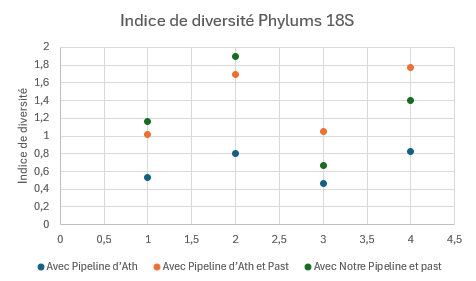 Indice de diversité Phylums 18S
Indice de diversité
2
1,8
1,6
1,4
1,2
1
0,8
0,6
0,4
0,2
0
0 0,5 1 1,5 2 2,5 3 3,5 4 4,5
Avec Pipeline d'Ath Avec Pipeline d'Ath et Past Avec Notre Pipeline et past